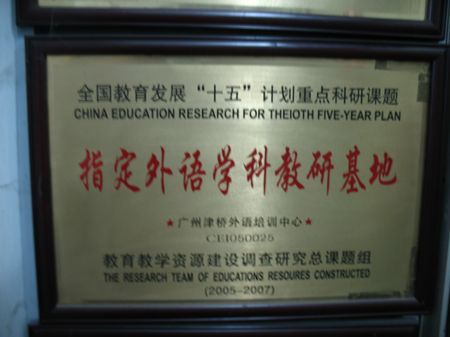 全国教育发展“十五”计划重点科研课题
CHINA EDUCATION RESEARCH FOR THEIOTH FIVE-YEAR PLAN
指定外语学科教研基地
★广州津桥外语培训中心★
CEI050025
教育教学资源建设调查研究总课题组
THE RESEARCH TEAM OF EDUCATIONS RESOURES CONSTRUCTED
(2005-2007)